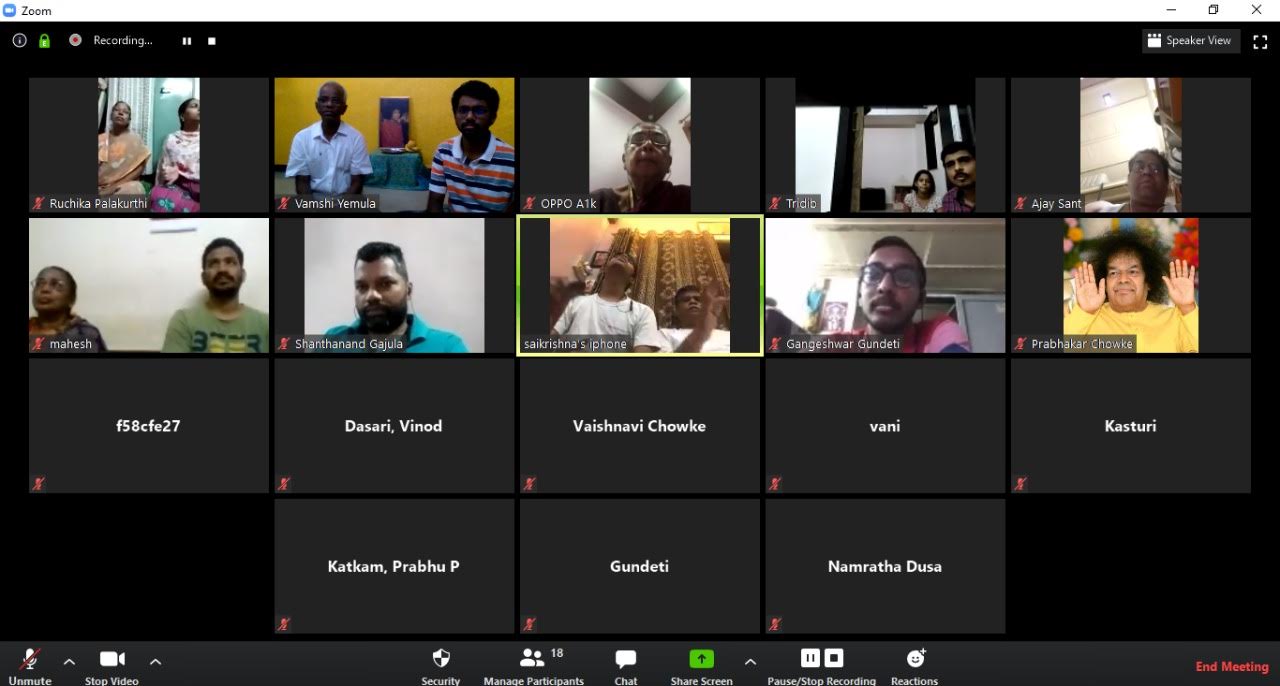 Zoom
Recording...
Speaker View
Ruchika Palakurthi
Vamshi Yemula
OPPO A1k
Tridib
Ajay Sant
mahesh
Shanthanand Gajula
saikrishna's iphone
Gangeshwar Gundeti
Prabhakar Chowke
f58cfe27
Dasari, Vinod
Vaishnavi Chowke
vani
Kasturi
Katkam, Prabhu P
Gundeti
Namratha Dusa
18
Unmute
Stop Video
Security
Manage Participants
Chat
Share Screen
Pause/Stop Recording
Reactions
End Meeting